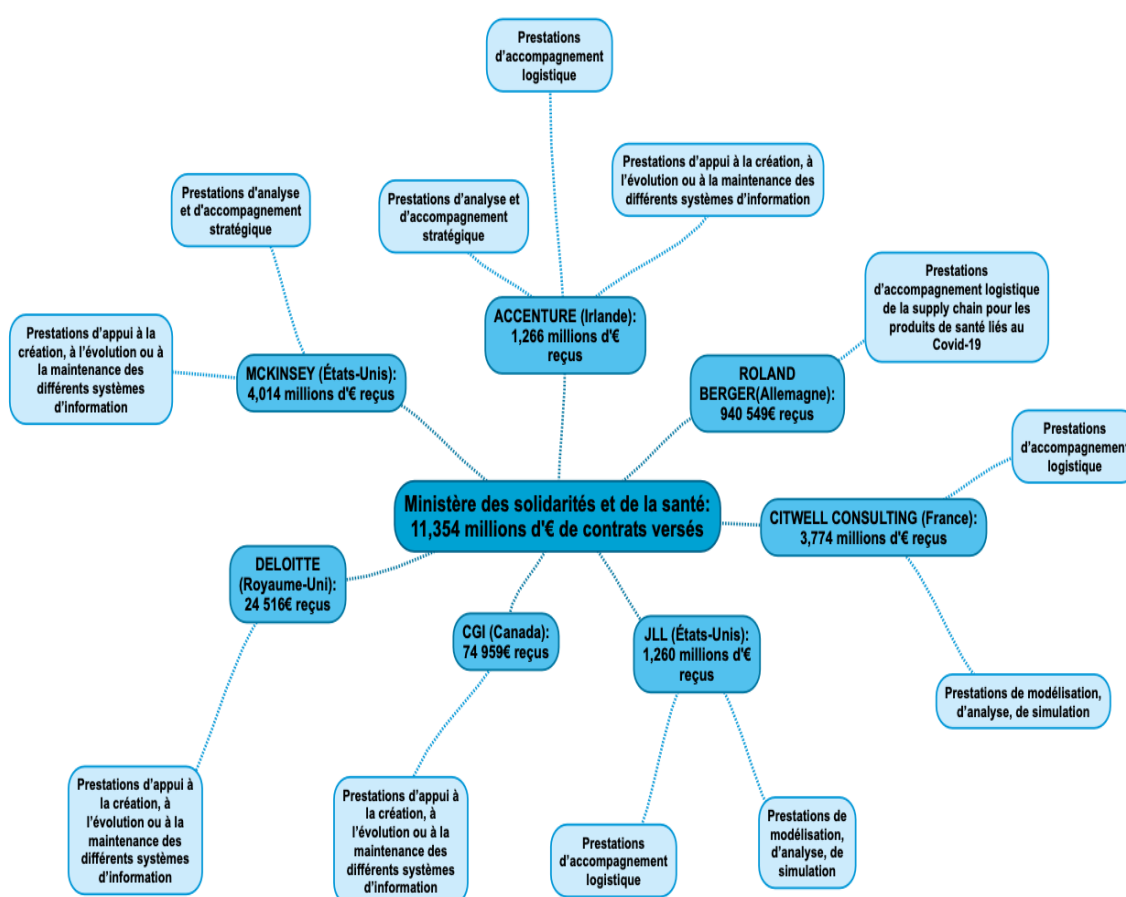 Prestations
d'accompagnement
logistique
Prestations d'appui à la création, à
l'évolution ou à la maintenance des
différents systèmes d'information
Prestations d'analyse
et d'accompagnement
stratégique
Prestations d'analyse et
d'accompagnement
stratégique
Prestations
d'accompagnement logistique
de la supply chain pour les
produits de santé liés au
Covid-19
ACCENTURE (Irlande):
1,266 millions d'€
reçus
Prestations d'appui à la
création, à l'évolution ou à
la maintenance des
différents systèmes
d'information
MCKINSEY (États-Unis):
4,014 millions d'€ reçus
ROLAND
BERGER(Allemagne):
940 549€ reçus
Prestations
d'accompagnement
logistique
Ministère des solidarités et de la santé:
11,354 millions d'€ de contrats versés
CITWELL CONSULTING (France):
3,774 millions d'€ reçus
DELOITTE
(Royaume-Uni):
24 516€ reçus
CGI (Canada):
74 959€ reçus
JLL (États-Unis):
1,260 millions d'€
reçus
Prestations de modélisation,
d'analyse, de simulation
Prestations d'appui à
la création, à
l'évolution ou à la
maintenance des
différents systèmes
d'information
Prestations d'appui à
la création, à
l'évolution ou à la
maintenance des
différents systèmes
d'information
Prestations
d'accompagnement
logistique
Prestations de
modélisation,
d'analyse, de
simulation